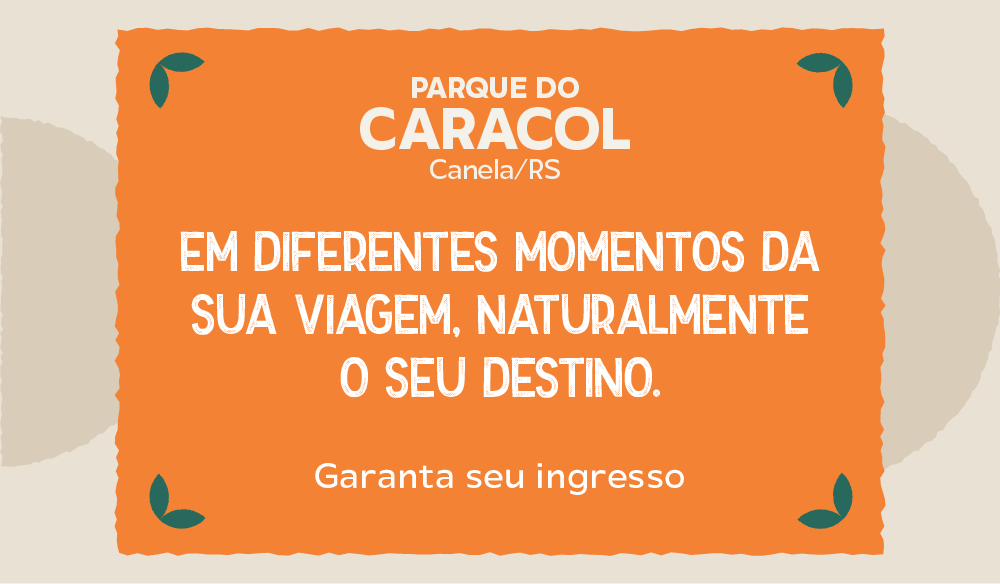 PARQUE DO
CARACOL
Canela/RS
EM DIFERENTES MOMENTOS DA
SUA VIAGEM, NATURALMENTE
O SEU DESTINO.
Garanta seu ingresso